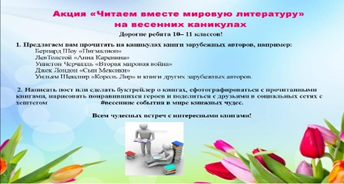 Акция «Читаем вместе мировую литературу»
на весенних каникулах
Дорогие ребята 10– 11 классов!
1. Предлагаем вам прочитать на каникулах книги зарубежных авторов, например:
Бернард Шоу «Пигмалион»
ЛевТолстой «Анна Каренина»
Уинстон Черчилль «Вторая мировая война»
Джек Лондон «Сын Мексики»
Уильям Шекспир «Король Лир» и книги других зарубежных авторов.
2. Написать пост или сделать буктрейлер о книгах, сфотографироваться с прочитанными
книгами, нарисовать понравившихся героев и поделиться с друзьями в социальных сетях с
хештегом #весенние события в мире книжных чудес.
Всем чудесных встреч с интересными книгами!